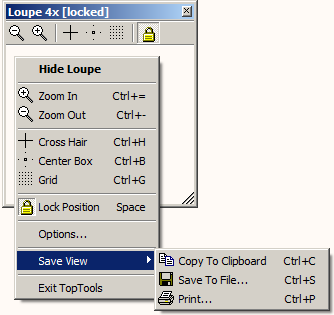 Loupe 4x [locked]
Hide Loupe
Zoom In Ctrl+=
Zoom Out Ctrl+-
Cross Hair Ctrl+H
Center Box Ctrl+B
Grid Ctrl+G
Lock Position Space
Options...
Save View
Copy To Clipboard Ctrl+C
Save To File... Ctrl+S
Print... Ctrl+P
Exit TopTools